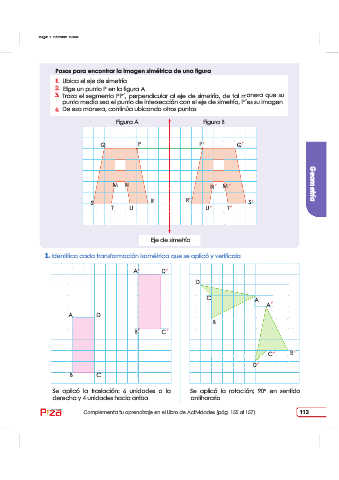 Pasos para encontrar la imagen simétrica de una figura
1. Ubica el eje de simetría
2. Elige un punto P en la figura A
3. Traza el segmento PP´, perpendicular al eje de simetría, de tal manera que su
punto medio sea el punto de intersección con el eje de simetría, P´es su imagen
4. De esa manera, continúa ubicando otros puntos
Figura A Figura B
Q P P´ Q´
M N N´ M´
S R R´ S´
T U U´ T´
Eje de simetría
Geometría
3. Identifica cada transformación isométrica que se aplicó y verifícala
A´ D´
D
C A
A´
A D
B
B´ C´
C´ B´
D´
B C
Se aplicó la traslación: 6 unidades a la
derecha y 4 unidades hacia arriba
Se aplicó la rotación: 90° en sentido
antihorario
Complementa tu aprendizaje en el Libro de Actividades (pág. 155 al 157)
113